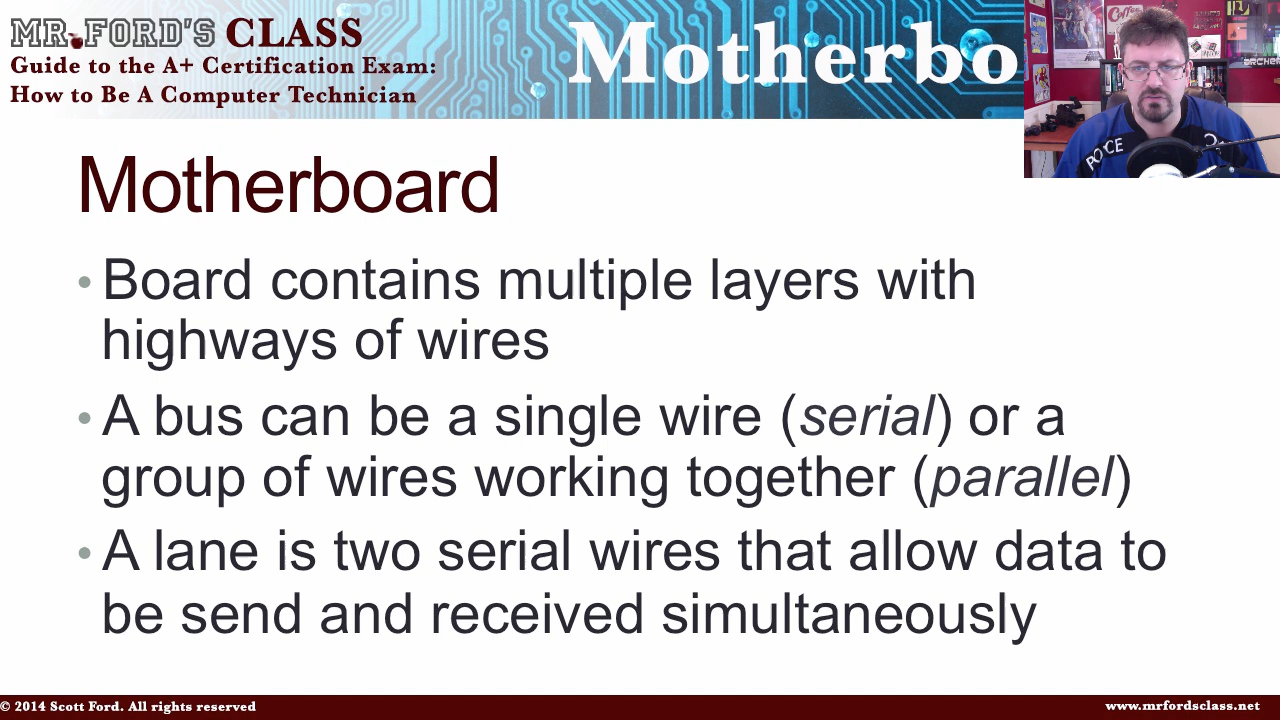 MR. FORD'S CLASS
Guide to the A+ Certification Exam:
How to Be A Computer Technician
Motherbo
Coffee
ARCHER
POLICE
Motherboard
• Board contains multiple layers with
highways of wires
• A bus can be a single wire (serial) or a
group of wires working together (parallel)
• A lane is two serial wires that allow data to
be send and received simultaneously
© 2014 Scott Ford. All rights reserved
www.mrfordsclass.net